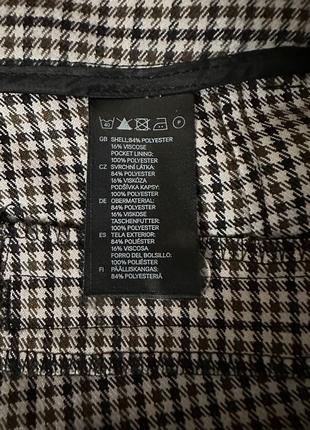 40 P
GB SHELL:84% POLYESTER
16% VISCOSE
POCKET LINING:
100% POLYESTER
CZ SVRCHNÍ LÁTKA:
84% POLYESTER
16% VISKÓZA
PODŠÍVKA KAPSY:
100% POLYESTER
DE OBERMATERIAL:
84% POLYESTER
16% VISKOSE
TASCHENFUTTER:
100% POLYESTER
ES TELA EXTERIOR:
84% POLIÉSTER
16% VISCOSA
FORRO DEL BOLSILLO:
100% POLIÉSTER
FI PÄÄLLISKANGAS:
84% POLYESTERIÄ